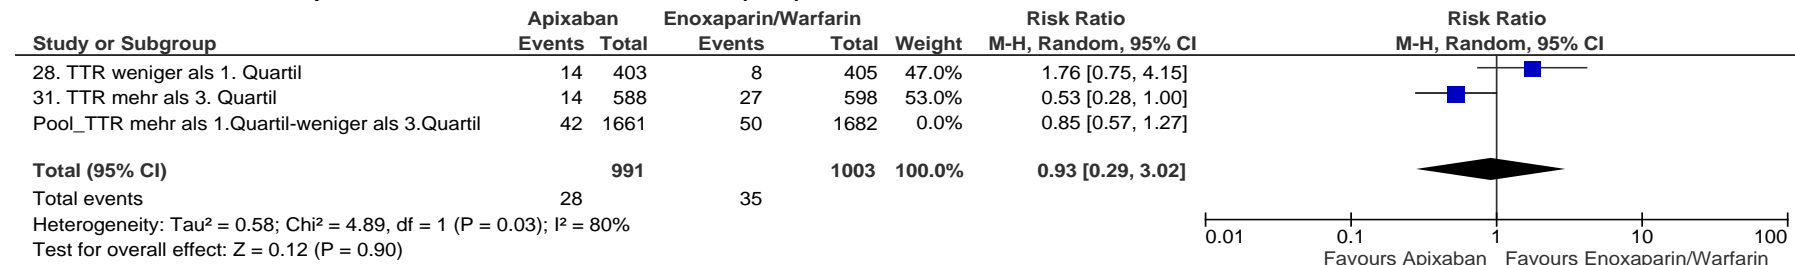 Apixaban Enoxaparin/Warfarin Risk Ratio Risk Ratio
Study or Subgroup Events Total Events Total Weight M-H, Random, 95% CI M-H, Random, 95% CI
28. TTR weniger als 1. Quartil 14 403 8 405 47.0% 1.76 [0.75, 4.15]
31. TTR mehr als 3. Quartil 14 588 27 598 53.0% 0.53 [0.28, 1.00]
Pool_TTR mehr als 1.Quartil-weniger als 3.Quartil 42 1661 50 1682 0.0% 0.85 [0.57, 1.27]
Total (95% CI) 991 1003 100.0% 0.93 [0.29, 3.02]
Total events 28 35
Heterogeneity: Tau² = 0.58; Chi² = 4.89, df = 1 (P = 0.03); I² = 80%
Test for overall effect: Z = 0.12 (P = 0.90)
0.01 0.1 1 10 100
Favours Apixaban Favours Enoxaparin/Warfarin